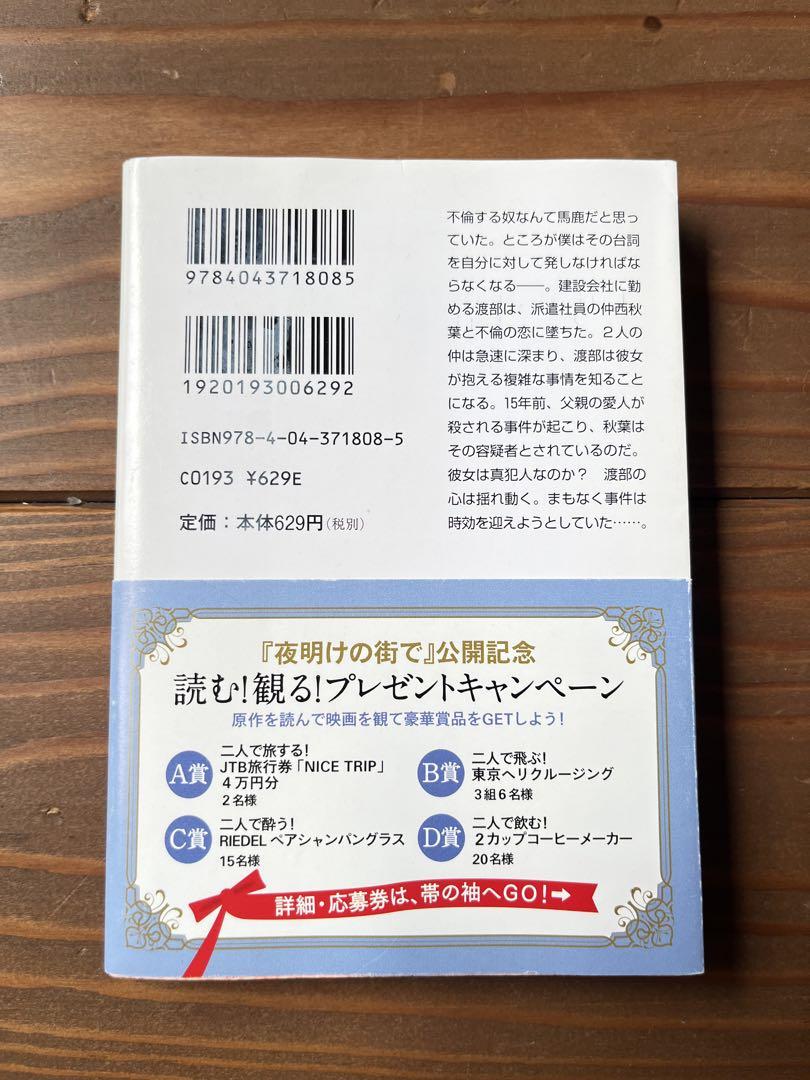 9784043718085
1920193006292
ISBN978-4-04-371808-5
C0193 ¥629E
定価：本体629円（税別）
不倫する奴なんて馬鹿だと思っ
ていた。ところが僕はその台詞
を自分に対して発しなければな
らなくなる――。建設会社に勤
める渡部は、派遣社員の仲西秋
葉と不倫の恋に墜ちた。２人の
仲は急速に深まり、渡部は彼女
が抱える複雑な事情を知ること
になる。15年前、父親の愛人が
殺される事件が起こり、秋葉は
その容疑者とされているのだ。
彼女は真犯人なのか？　渡部の
心は揺れ動く。まもなく事件は
時効を迎えようとしていた……。
『夜明けの街で』公開記念
読む！観る！プレゼントキャンペーン
原作を読んで映画を観て豪華賞品をGETしよう！
A賞
二人で旅する！
JTB旅行券「NICE TRIP」
４万円分
２名様
B賞
二人で飛ぶ！
東京ヘリクルージング
３組６名様
C賞
二人で酔う！
RIEDEL ペアシャンパングラス
15名様
D賞
二人で飲む！
２カップコーヒーメーカー
20名様
詳細・応募券は、帯の袖へGO！➡